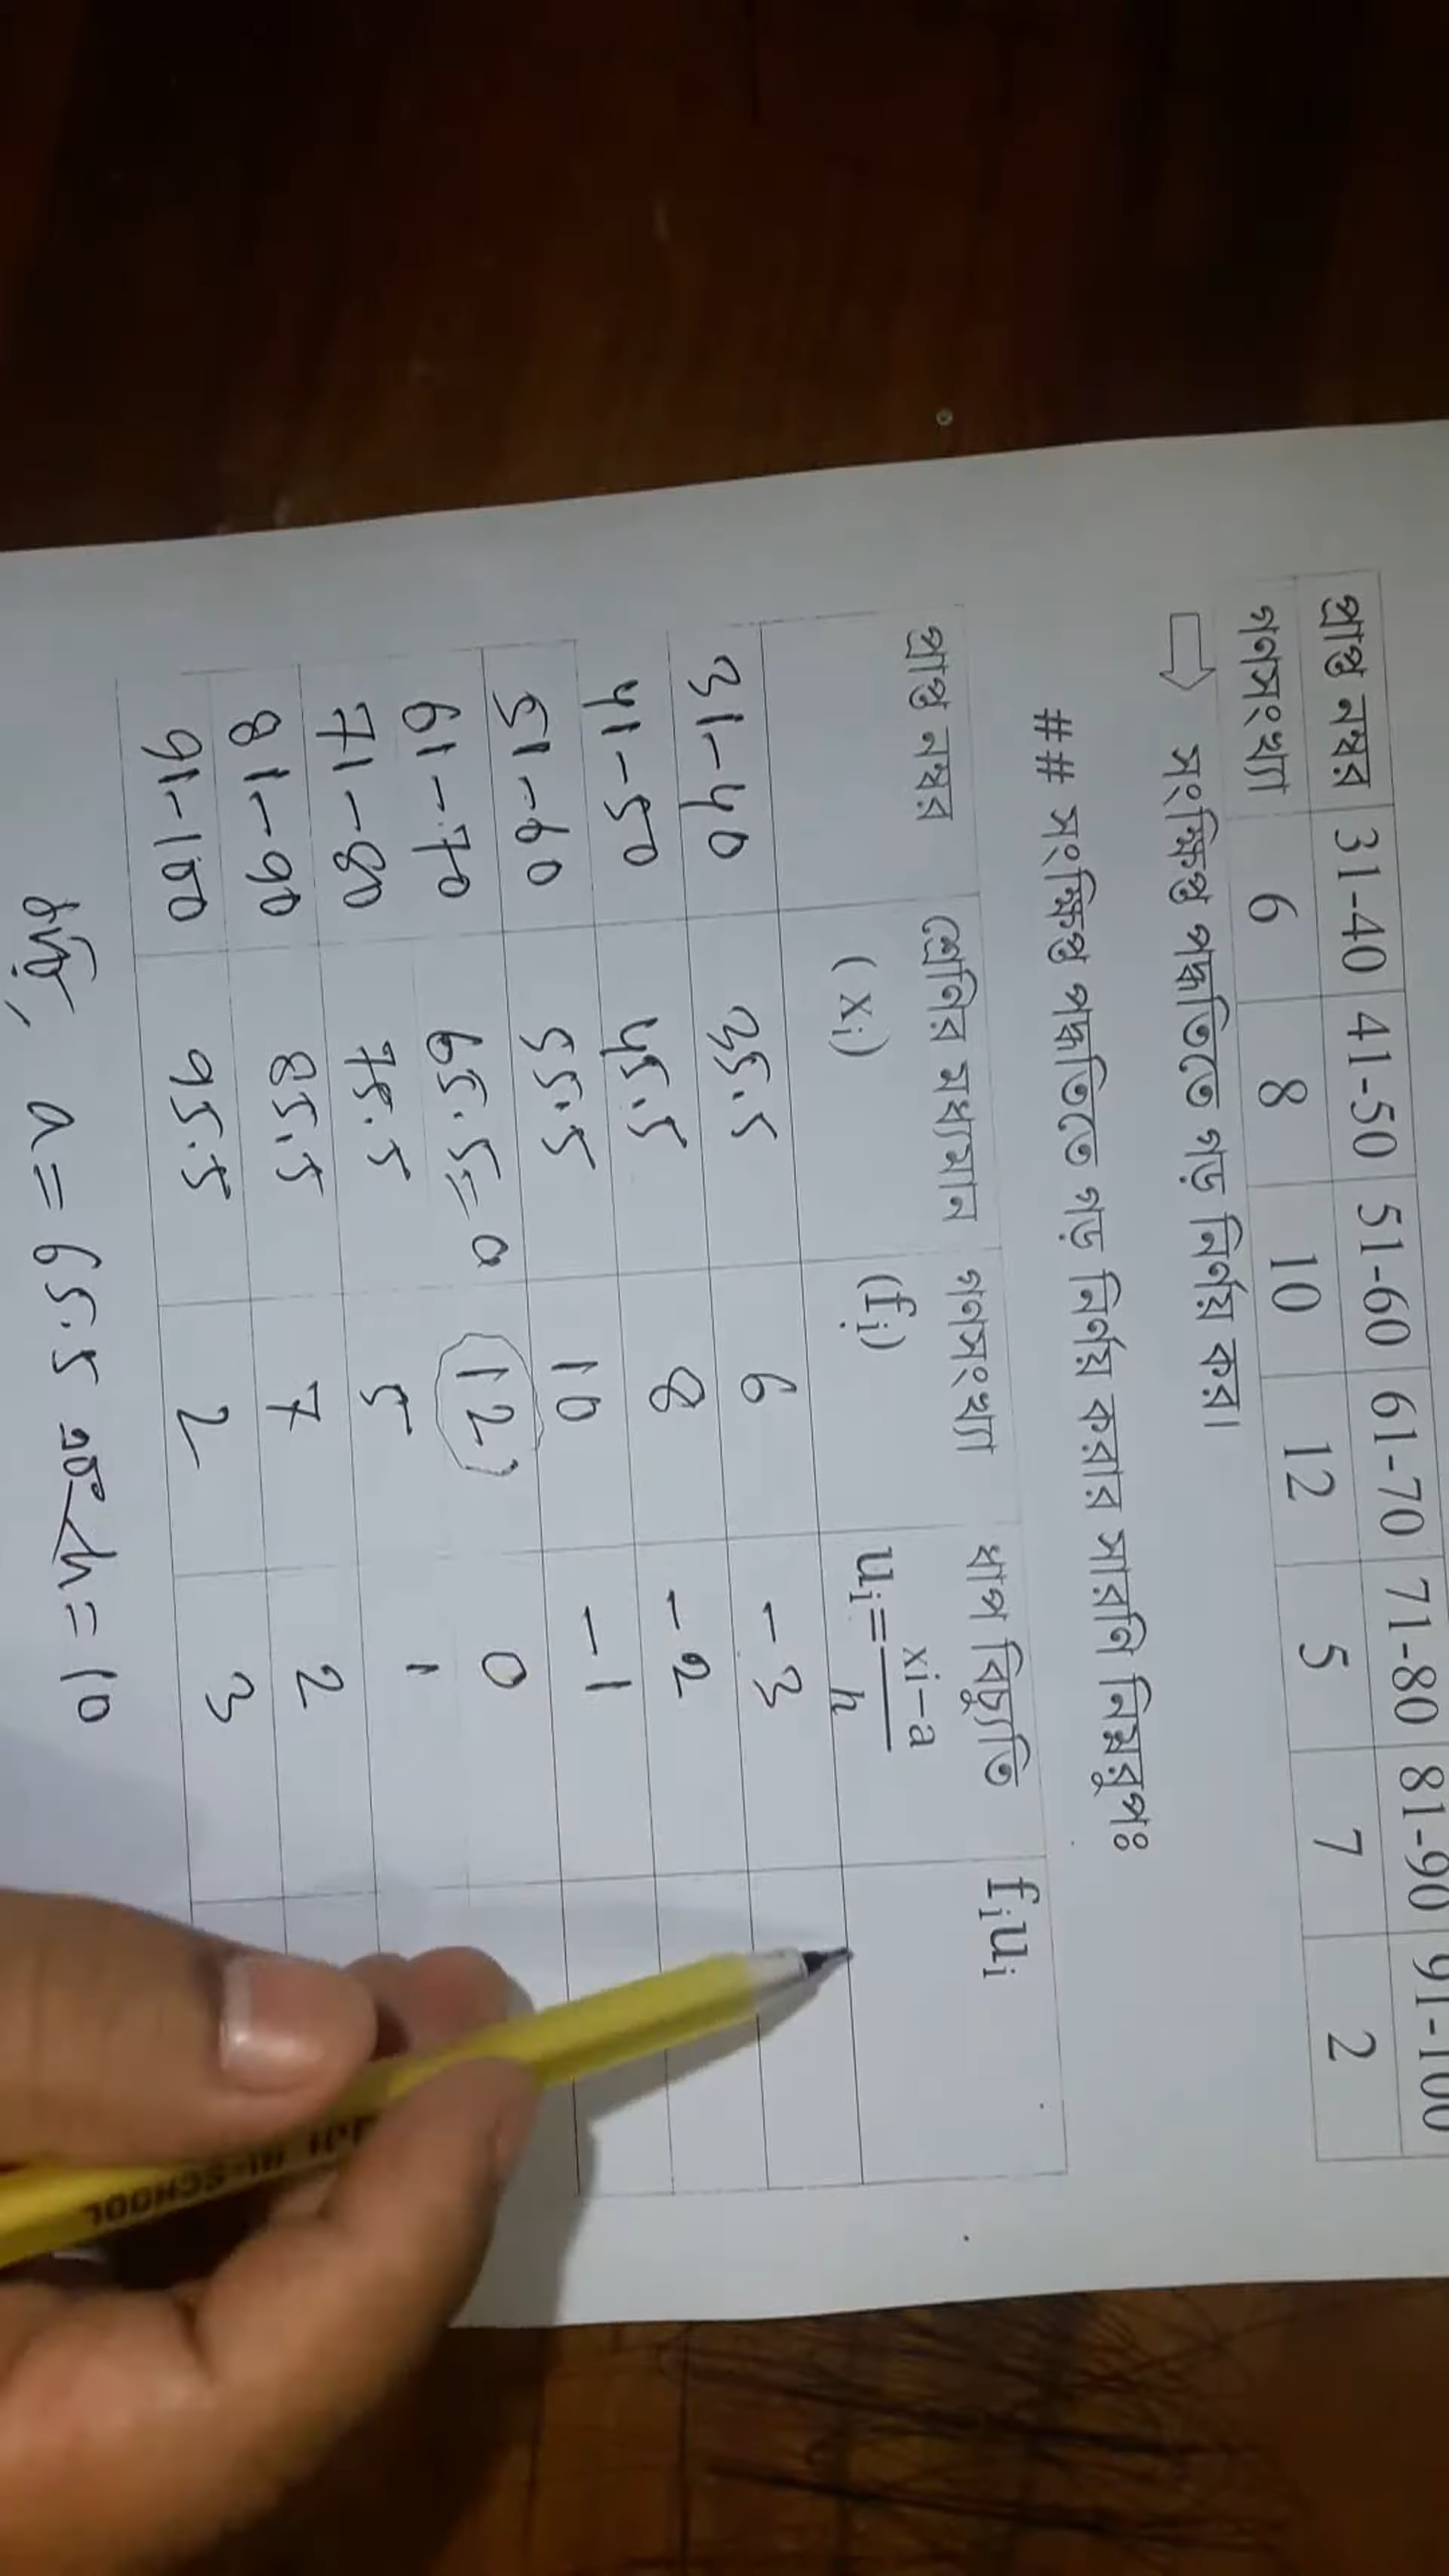 প্রাপ্ত নম্বর 31-40 41-50 51-60 61-70 71-80 81-90 91-100
গণসংখ্যা 6 8 10 12 5 7 2
⇨ সংক্ষিপ্ত পদ্ধতিতে গড় নির্ণয় কর।
## সংক্ষিপ্ত পদ্ধতিতে গড় নির্ণয় করার সারণি নিম্নরূপঃ
প্রাপ্ত নম্বর শ্রেণির মধ্যমান (xi) গণসংখ্যা (fi) ধাপ বিচ্যুতি ui = xi-a / h fiui
31-40 35.5 6 -3
41-50 45.5 8 -2
51-60 55.5 10 -1
61-70 65.5=a 12 0
71-80 75.5 5 1
81-90 85.5 7 2
91-100 95.5 2 3
ধরি, a = 65.5 এবং h = 10
HI-SCHOOL